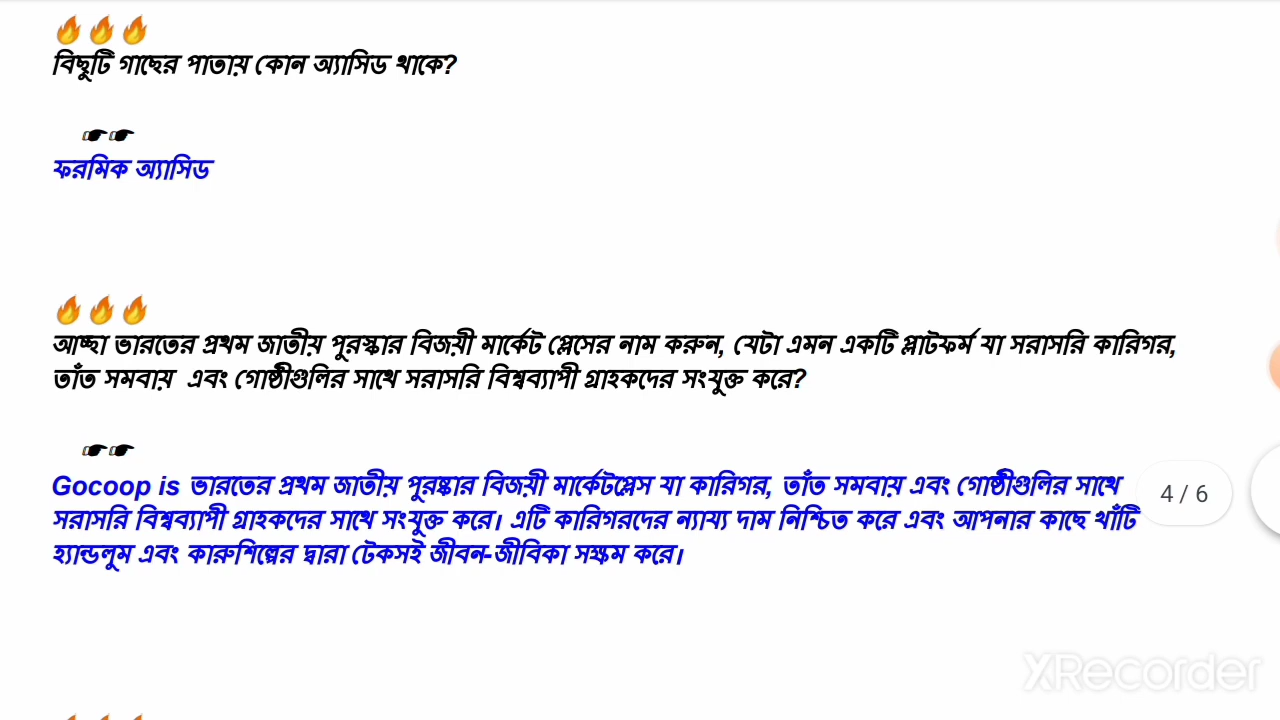 🔥🔥🔥
বিছুটি গাছের পাতায় কোন অ্যাসিড থাকে?
☛☛
ফরমিক অ্যাসিড
🔥🔥🔥
আচ্ছা ভারতের প্রথম জাতীয় পুরস্কার বিজয়ী মার্কেট প্লেসের নাম করুন, যেটা এমন একটি প্লাটফর্ম যা সরাসরি কারিগর,
তাঁত সমবায় এবং গোষ্ঠীগুলির সাথে সরাসরি বিশ্বব্যাপী গ্রাহকদের সংযুক্ত করে?
☛☛
Gocoop is ভারতের প্রথম জাতীয় পুরষ্কার বিজয়ী মার্কেটপ্লেস যা কারিগর, তাঁত সমবায় এবং গোষ্ঠীগুলির সাথে
সরাসরি বিশ্বব্যাপী গ্রাহকদের সাথে সংযুক্ত করে। এটি কারিগরদের ন্যায্য দাম নিশ্চিত করে এবং আপনার কাছে খাঁটি
হ্যান্ডলুম এবং কারুশিল্পের দ্বারা টেকসই জীবন-জীবিকা সক্ষম করে।
4 / 6
XRecorder